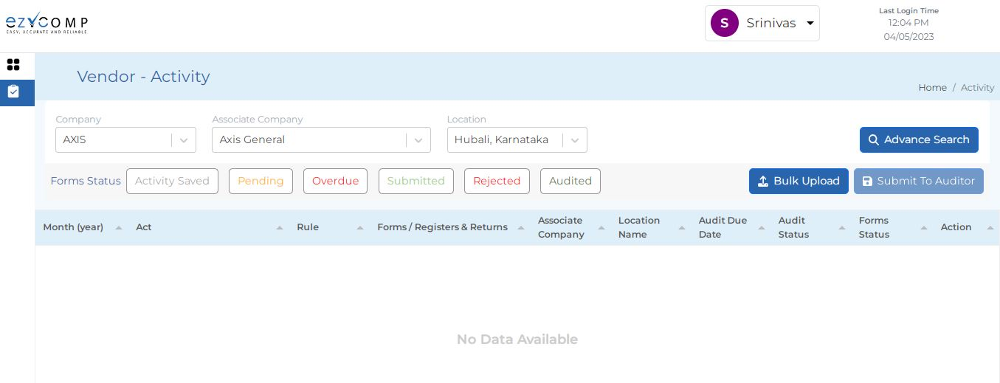 ezycomp
EASY, ACCURATE AND RELIABLE
S Srinivas
Last Login Time
12:04 PM
04/05/2023
Vendor - Activity
Home / Activity
Company Associate Company Location
AXIS Axis General Hubali, Karnataka Advance Search
Forms Status Activity Saved Pending Overdue Submitted Rejected Audited Bulk Upload Submit To Auditor
Month (year) Act Rule Forms / Registers & Returns Associate Company Location Name Audit Due Date Audit Status Forms Status Action
No Data Available